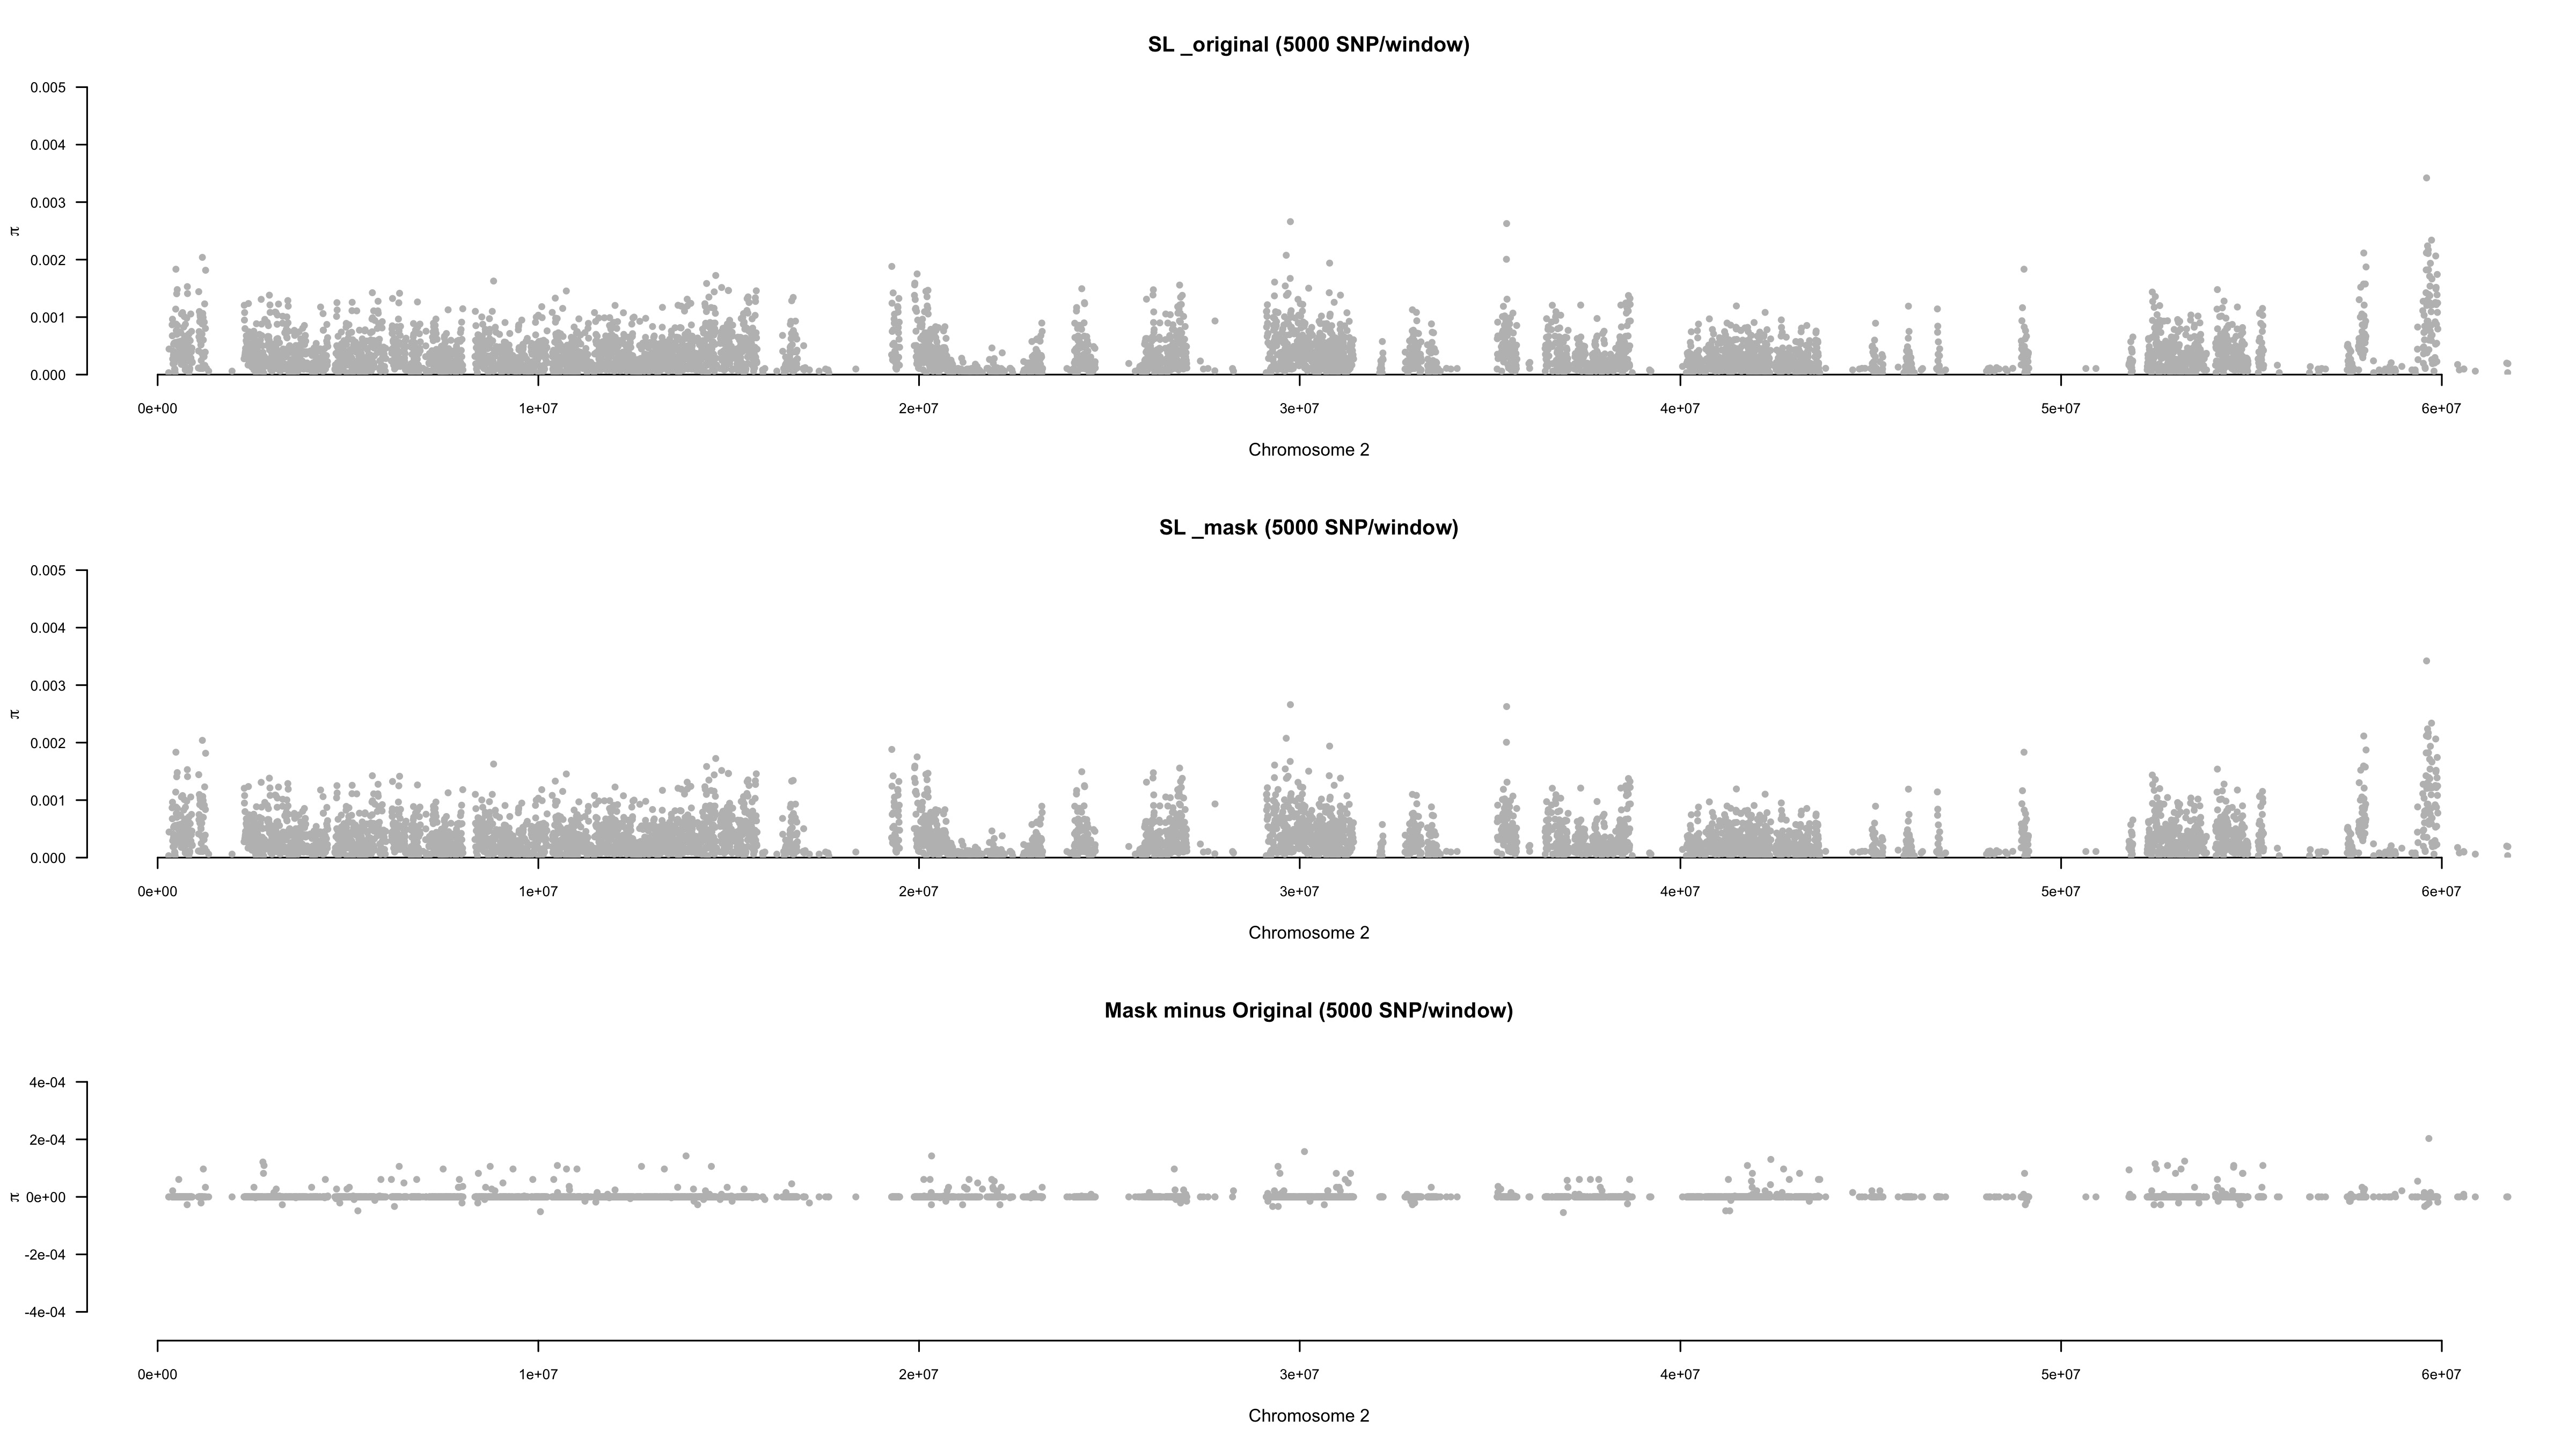 SL _original (5000 SNP/window)
0.005
0.004
0.003
0.002
0.001
0.000
π
0e+00 1e+07 2e+07 3e+07 4e+07 5e+07 6e+07
Chromosome 2
SL _mask (5000 SNP/window)
0.005
0.004
0.003
0.002
0.001
0.000
π
0e+00 1e+07 2e+07 3e+07 4e+07 5e+07 6e+07
Chromosome 2
Mask minus Original (5000 SNP/window)
4e-04
2e-04
0e+00
-2e-04
-4e-04
π
0e+00 1e+07 2e+07 3e+07 4e+07 5e+07 6e+07
Chromosome 2